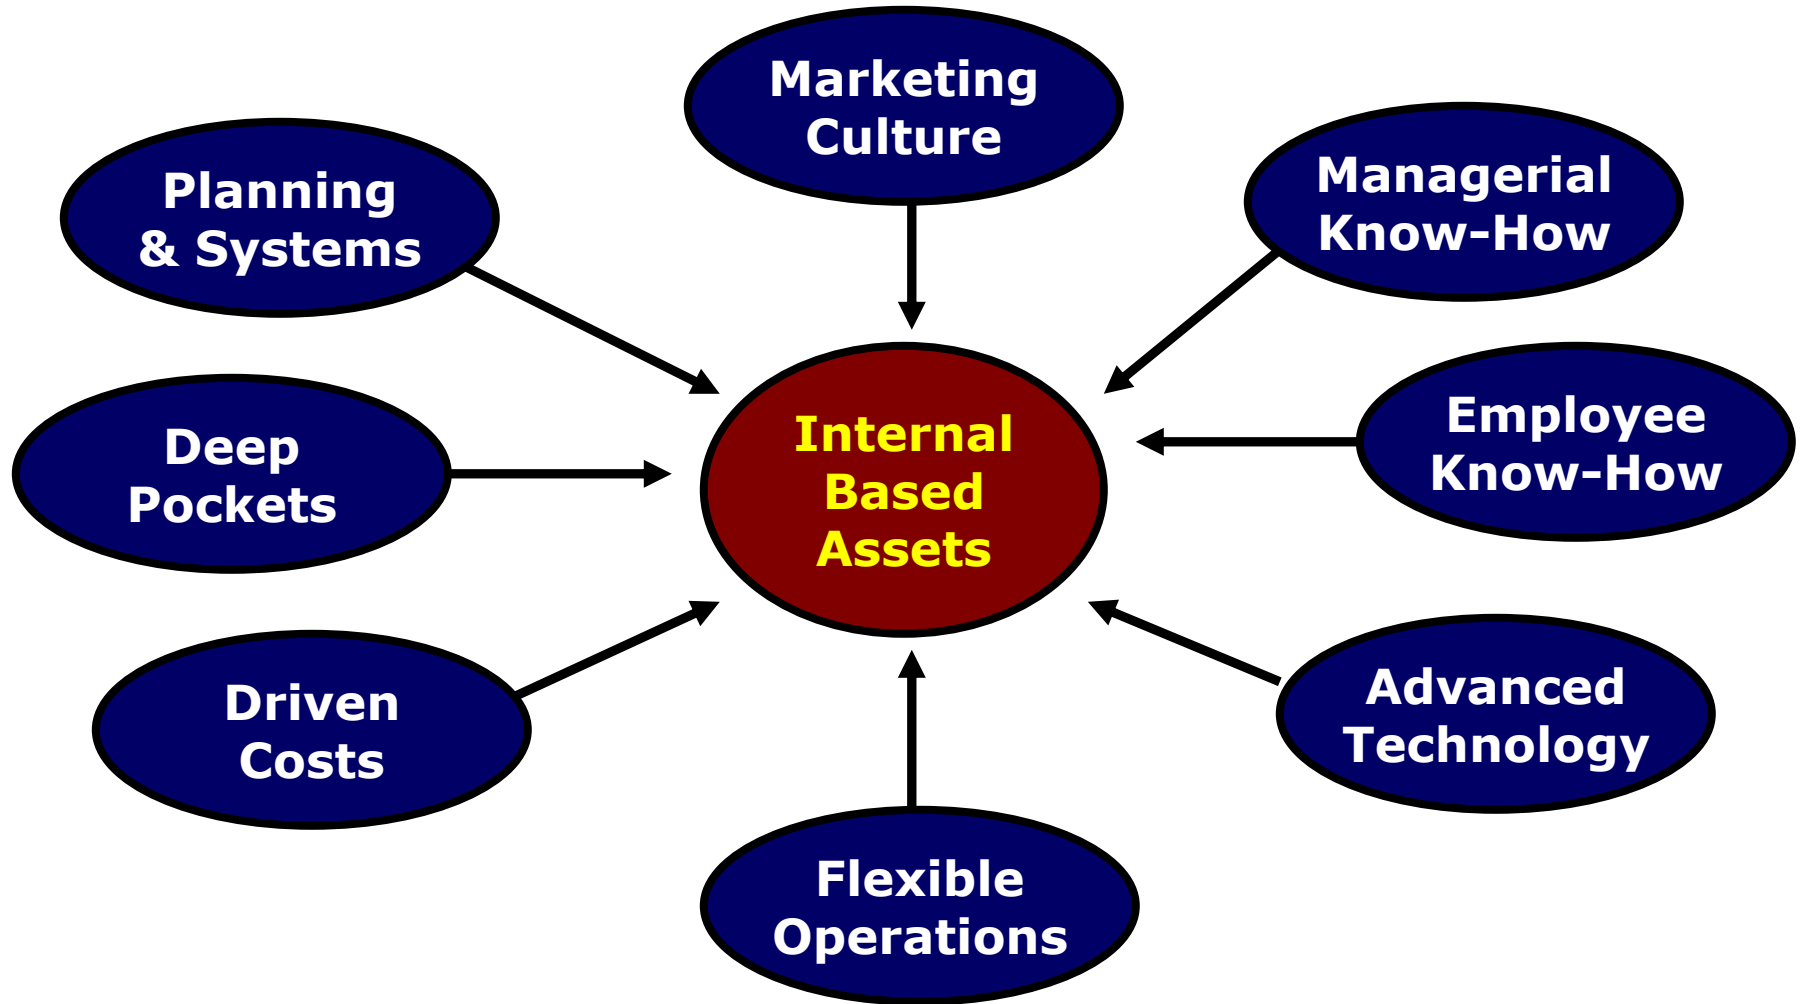 Marketing
Culture
Planning
& Systems
Managerial
Know-How
Deep
Pockets
Internal
Based
Assets
Employee
Know-How
Driven
Costs
Advanced
Technology
Flexible
Operations